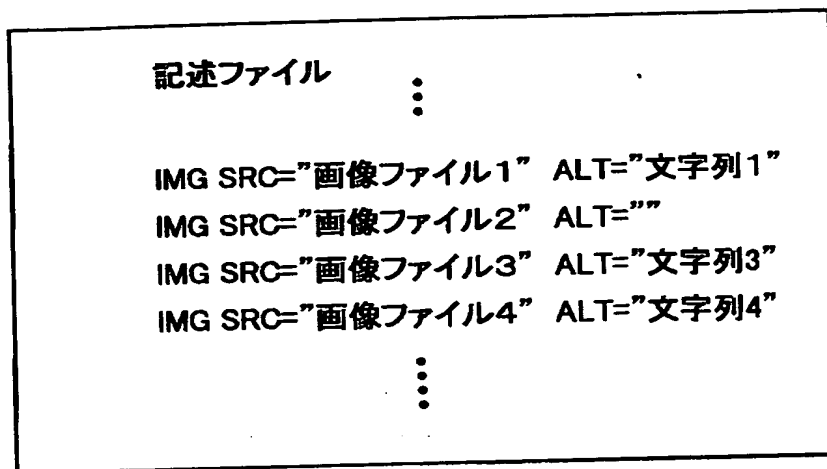 記述ファイル
⋮
IMG SRC="画像ファイル1" ALT="文字列1"
IMG SRC="画像ファイル2" ALT=""
IMG SRC="画像ファイル3" ALT="文字列3"
IMG SRC="画像ファイル4" ALT="文字列4"
⋮